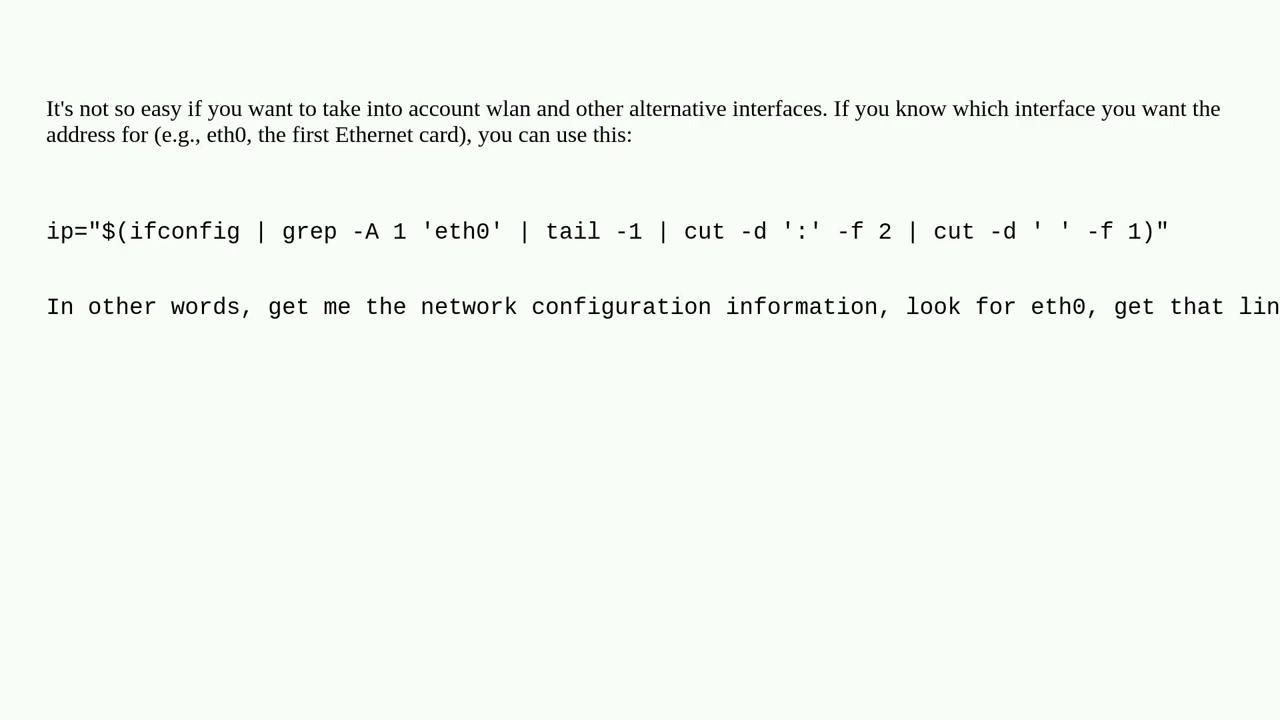 It's not so easy if you want to take into account wlan and other alternative interfaces. If you know which interface you want the
address for (e.g., eth0, the first Ethernet card), you can use this:
ip="$(ifconfig | grep -A 1 'eth0' | tail -1 | cut -d ':' -f 2 | cut -d ' ' -f 1)"
In other words, get me the network configuration information, look for eth0, get that lin